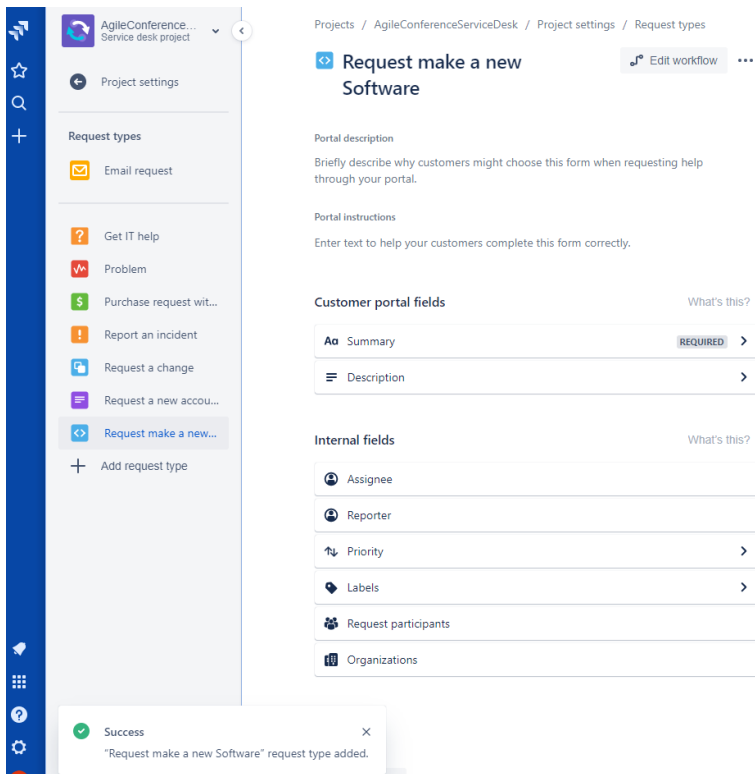 AgileConference...
Service desk project
Project settings
Request types
Email request
Get IT help
Problem
Purchase request wit...
Report an incident
Request a change
Request a new accou...
Request make a new...
Add request type
Projects / AgileConferenceServiceDesk / Project settings / Request types
Request make a new
Software
Edit workflow
Portal description
Briefly describe why customers might choose this form when requesting help
through your portal.
Portal instructions
Enter text to help your customers complete this form correctly.
Customer portal fields What's this?
Aa Summary REQUIRED
Description
Internal fields What's this?
Assignee
Reporter
Priority
Labels
Request participants
Organizations
Success
"Request make a new Software" request type added.